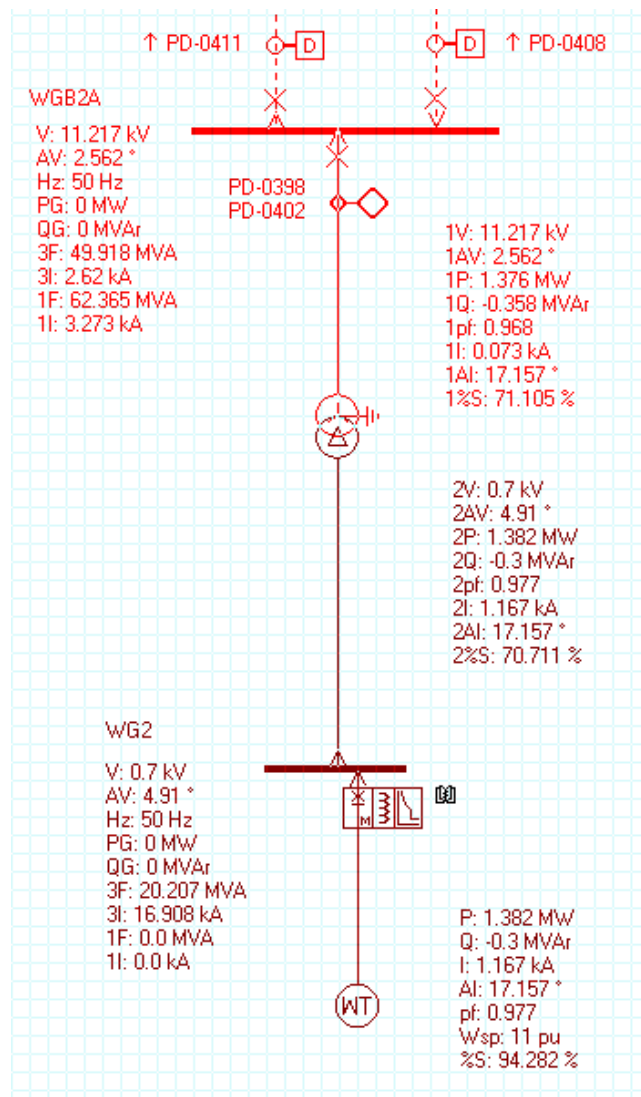 ↑ PD-0411
D
D
↑ PD-0408
WGB2A
V: 11.217 kV
AV: 2.562 °
Hz: 50 Hz
PG: 0 MW
QG: 0 MVAr
3F: 49.918 MVA
3I: 2.62 kA
1F: 62.365 MVA
1I: 3.273 kA
PD-0398
PD-0402
1V: 11.217 kV
1AV: 2.562 °
1P: 1.376 MW
1Q: -0.358 MVAr
1pf: 0.968
1I: 0.073 kA
1AI: 17.157 °
1%S: 71.105 %
2V: 0.7 kV
2AV: 4.91 °
2P: 1.382 MW
2Q: -0.3 MVAr
2pf: 0.977
2I: 1.167 kA
2AI: 17.157 °
2%S: 70.711 %
WG2
V: 0.7 kV
AV: 4.91 °
Hz: 50 Hz
PG: 0 MW
QG: 0 MVAr
3F: 20.207 MVA
3I: 16.908 kA
1F: 0.0 MVA
1I: 0.0 kA
M
P: 1.382 MW
Q: -0.3 MVAr
I: 1.167 kA
AI: 17.157 °
pf: 0.977
Wsp: 11 pu
%S: 94.282 %
WT